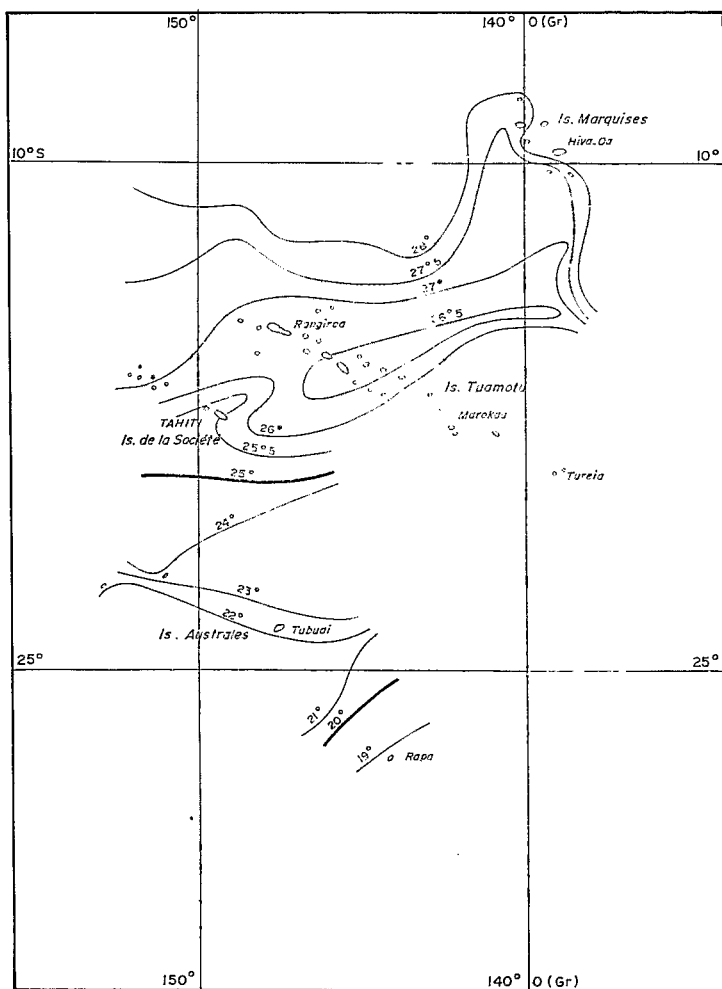 150°
140° O (Gr)
Is. Marquises
Hiva-Oa
10°S
10°
28°
27°5
27°
26°5
Rangiroa
Is. Tuamotu
Marokau
TAHITI
Is. de la Société
26°
25°5
25°
Tureia
24°
23°
22°
Is. Australes
Tubuai
25°
25°
21°
20°
19°
Rapa
150°
140° O (Gr)